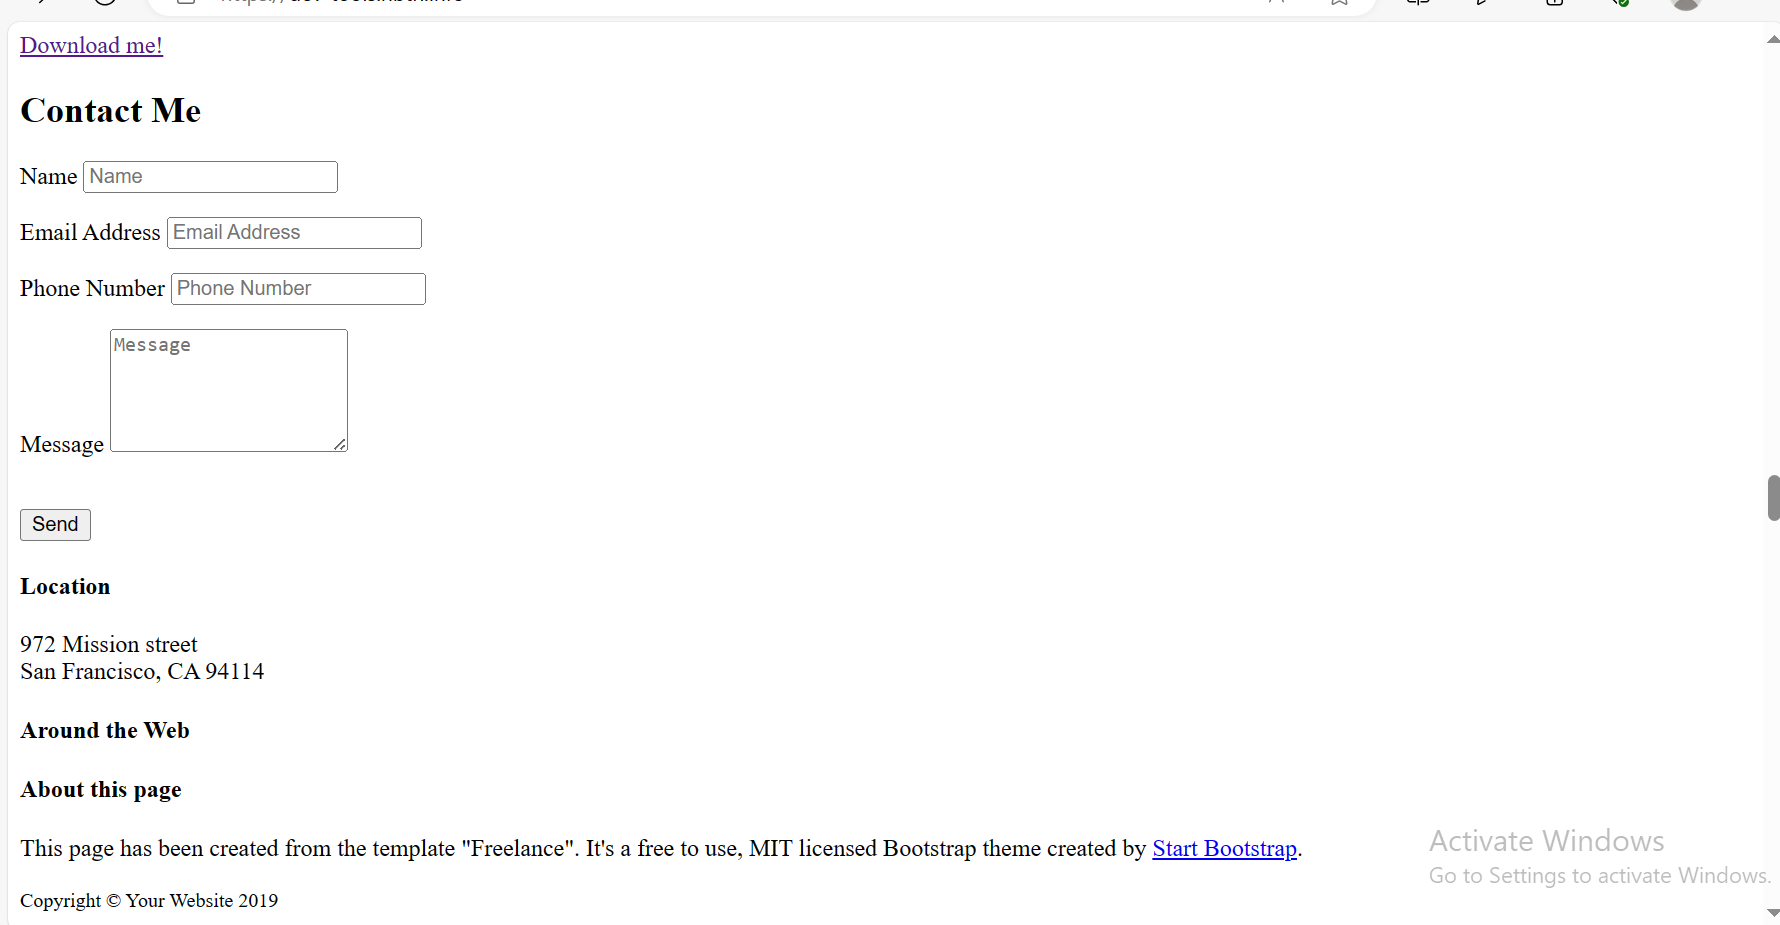 Download me!
Contact Me
Name Name
Email Address Email Address
Phone Number Phone Number
Message
Message
Send
Location
972 Mission street
San Francisco, CA 94114
Around the Web
About this page
This page has been created from the template "Freelance". It's a free to use, MIT licensed Bootstrap theme created by Start Bootstrap.
Copyright © Your Website 2019
Activate Windows
Go to Settings to activate Windows.